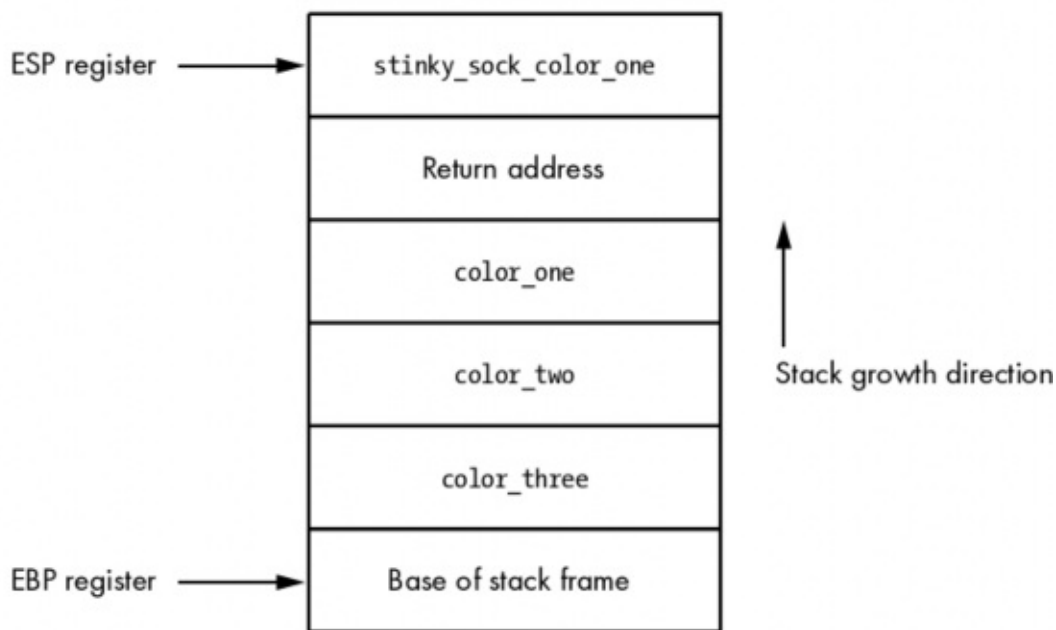 ESP register
stinky_sock_color_one
Return address
color_one
color_two
Stack growth direction
color_three
EBP register
Base of stack frame